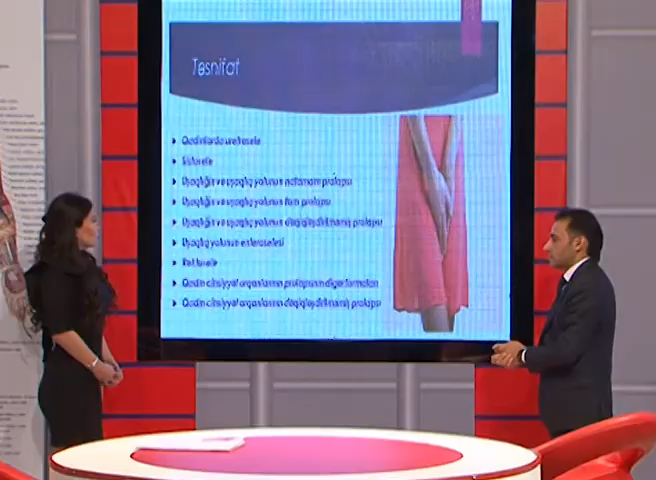 Təsnifat
Qadınlarda uretrosele
Sistosele
Uşaqlığın və uşaqlıq yolunun natamam prolapsı
Uşaqlığın və uşaqlıq yolunun tam prolapsı
Uşaqlığın və uşaqlıq yolunun dəqiqləşdirilməmiş prolapsı
Uşaqlıq yolunun enteroselesi
Rektosele
Qadın cinsiyyət orqanlarının prolapsının digər formaları
Qadın cinsiyyət orqanlarının dəqiqləşdirilməmiş prolapsı